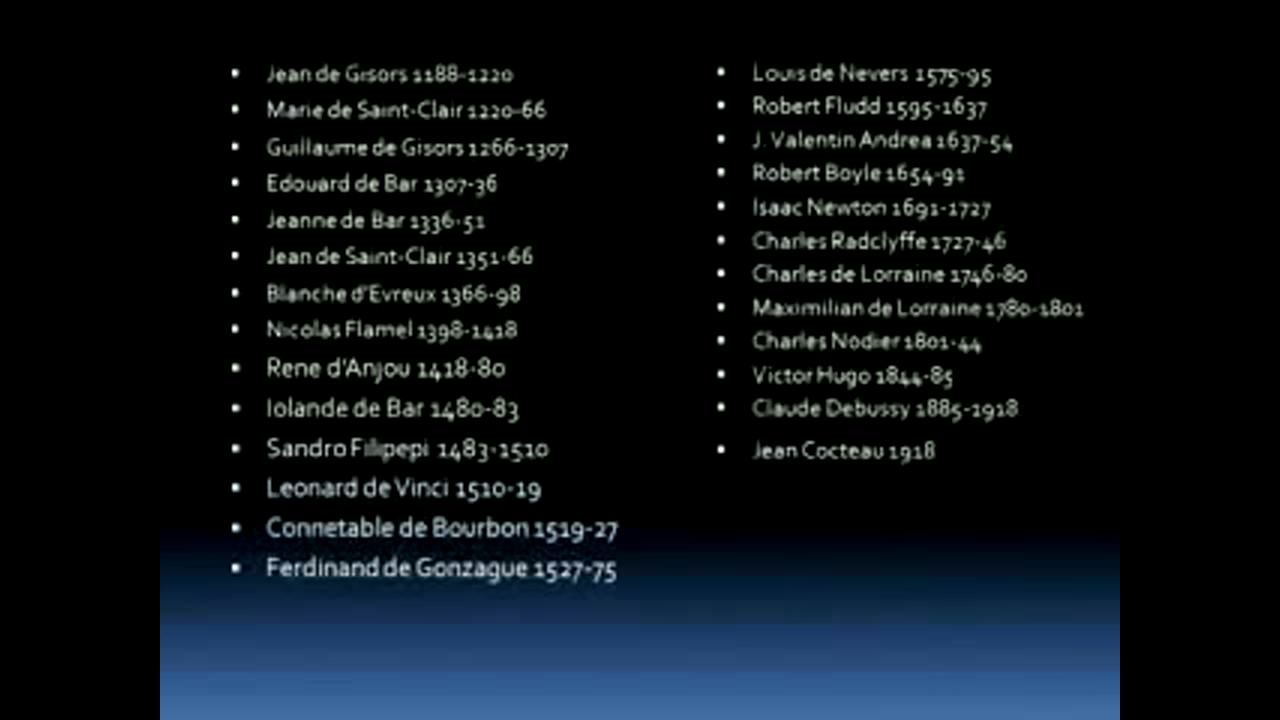 Jean de Gisors 1188-1220
Marie de Saint-Clair 1220-66
Guillaume de Gisors 1266-1307
Edouard de Bar 1307-36
Jeanne de Bar 1336-51
Jean de Saint-Clair 1351-66
Blanche d'Evreux 1366-98
Nicolas Flamel 1398-1418
Rene d'Anjou 1418-80
Iolande de Bar 1480-83
Sandro Filipepi 1483-1510
Leonard de Vinci 1510-19
Connetable de Bourbon 1519-27
Ferdinand de Gonzague 1527-75
Louis de Nevers 1575-95
Robert Fludd 1595-1637
J. Valentin Andrea 1637-54
Robert Boyle 1654-91
Isaac Newton 1691-1727
Charles Radclyffe 1727-46
Charles de Lorraine 1746-80
Maximilian de Lorraine 1780-1801
Charles Nodier 1801-44
Victor Hugo 1844-85
Claude Debussy 1885-1918
Jean Cocteau 1918